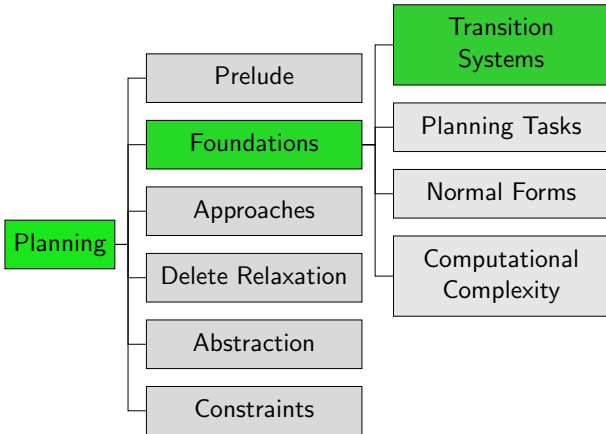 Planning
Prelude
Foundations
Approaches
Delete Relaxation
Abstraction
Constraints
Transition
Systems
Planning Tasks
Normal Forms
Computational
Complexity